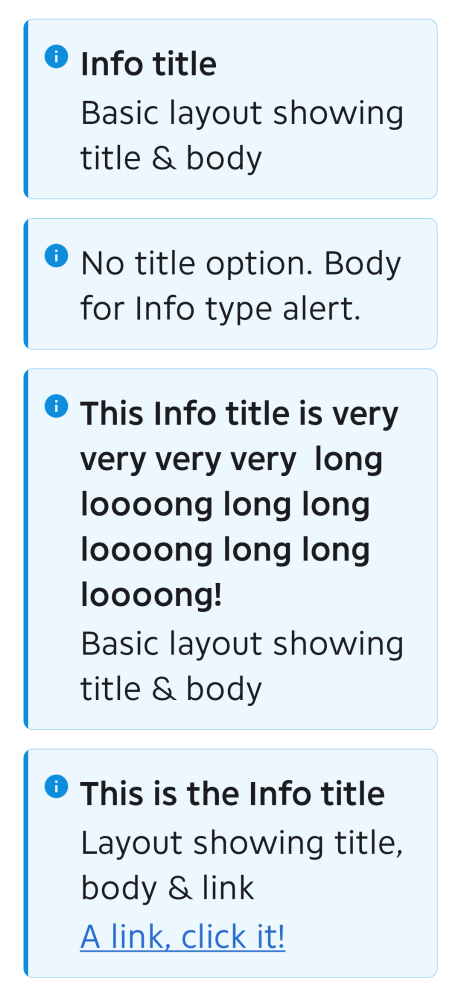 Info title
Basic layout showing
title & body
No title option. Body
for Info type alert.
This Info title is very
very very very  long
loooong long long
loooong long long
loooong!
Basic layout showing
title & body
This is the Info title
Layout showing title,
body & link
A link, click it!